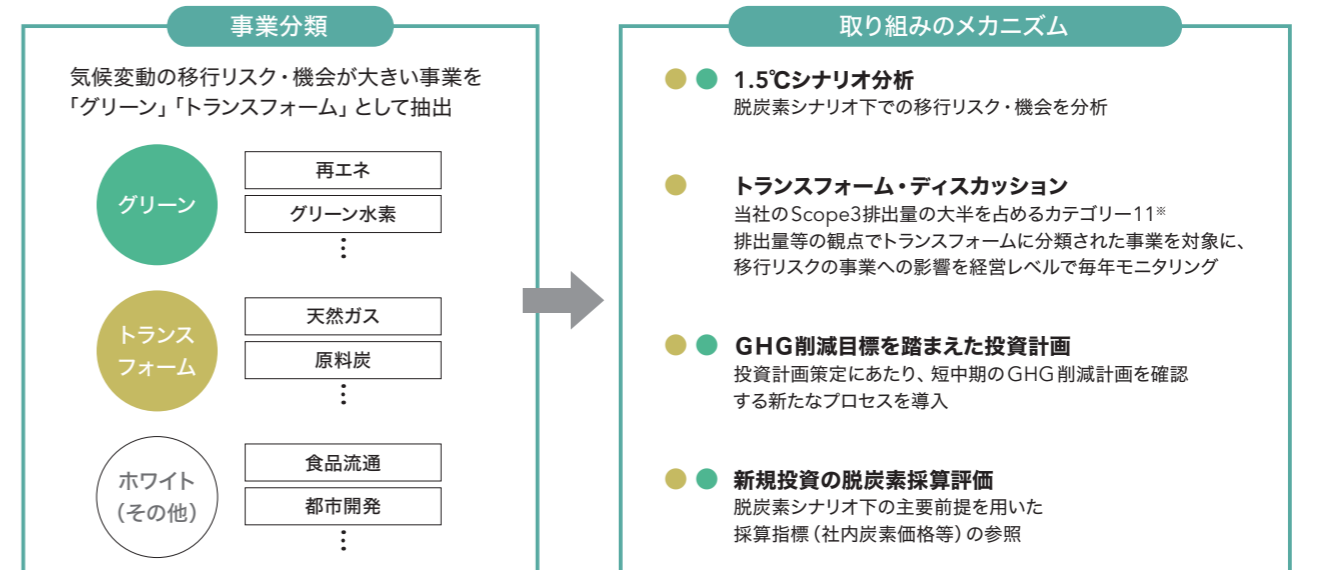 事業分類
気候変動の移行リスク・機会が大きい事業を
「グリーン」「トランスフォーム」として抽出
グリーン
再エネ
グリーン水素
⋮
トランス
フォーム
天然ガス
原料炭
⋮
ホワイト
（その他）
食品流通
都市開発
⋮
取り組みのメカニズム
1.5℃シナリオ分析
脱炭素シナリオ下での移行リスク・機会を分析
トランスフォーム・ディスカッション
当社のScope3排出量の大半を占めるカテゴリー11※
排出量等の観点でトランスフォームに分類された事業を対象に、
移行リスクの事業への影響を経営レベルで毎年モニタリング
GHG削減目標を踏まえた投資計画
投資計画策定にあたり、短中期のGHG削減計画を確認
する新たなプロセスを導入
新規投資の脱炭素採算評価
脱炭素シナリオ下の主要前提を用いた
採算指標（社内炭素価格等）の参照